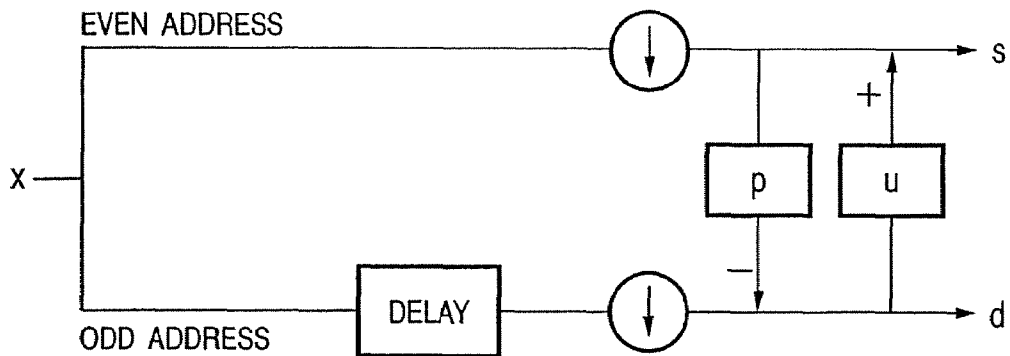 EVEN ADDRESS
s
+
X
p
u
−
DELAY
d
ODD ADDRESS